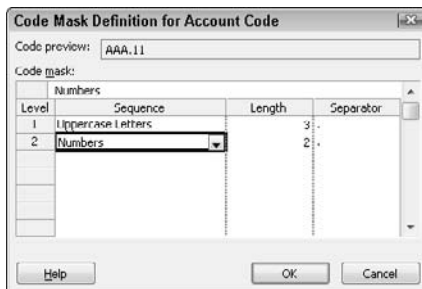 Code Mask Definition for Account Code
Code preview: AAA.11
Code mask:
Numbers
Level Sequence Length Separator
1 Uppercase Letters 3 .
2 Numbers 2 .
Help OK Cancel